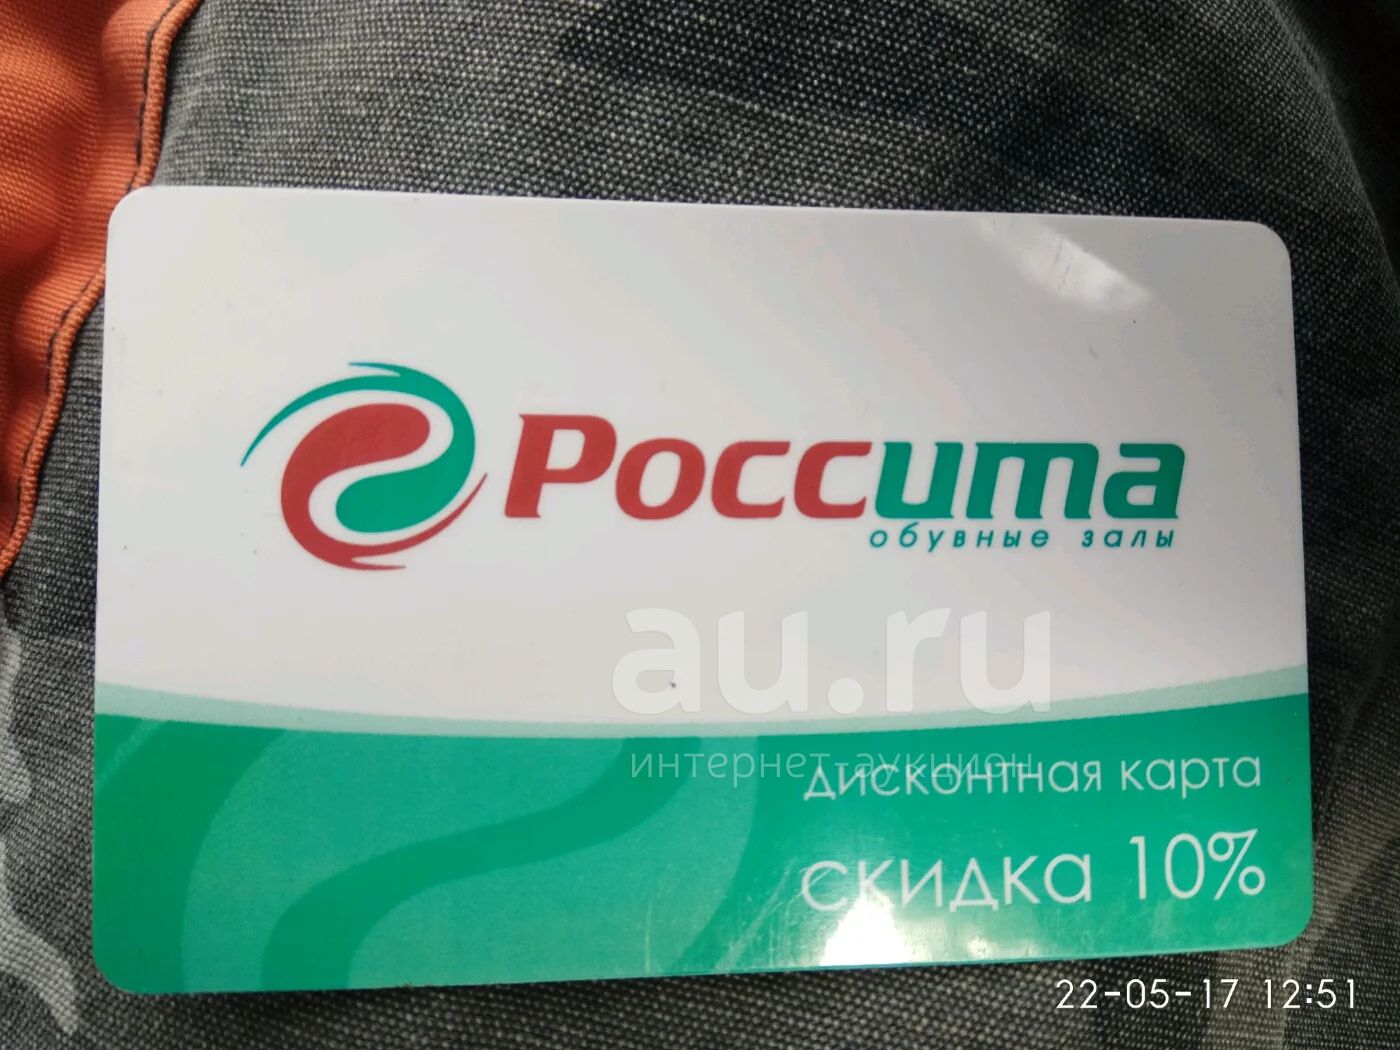 Россита
обувные залы
au.ru
интернет-аукцион
дисконтная карта
скидка 10%
22-05-17 12:51